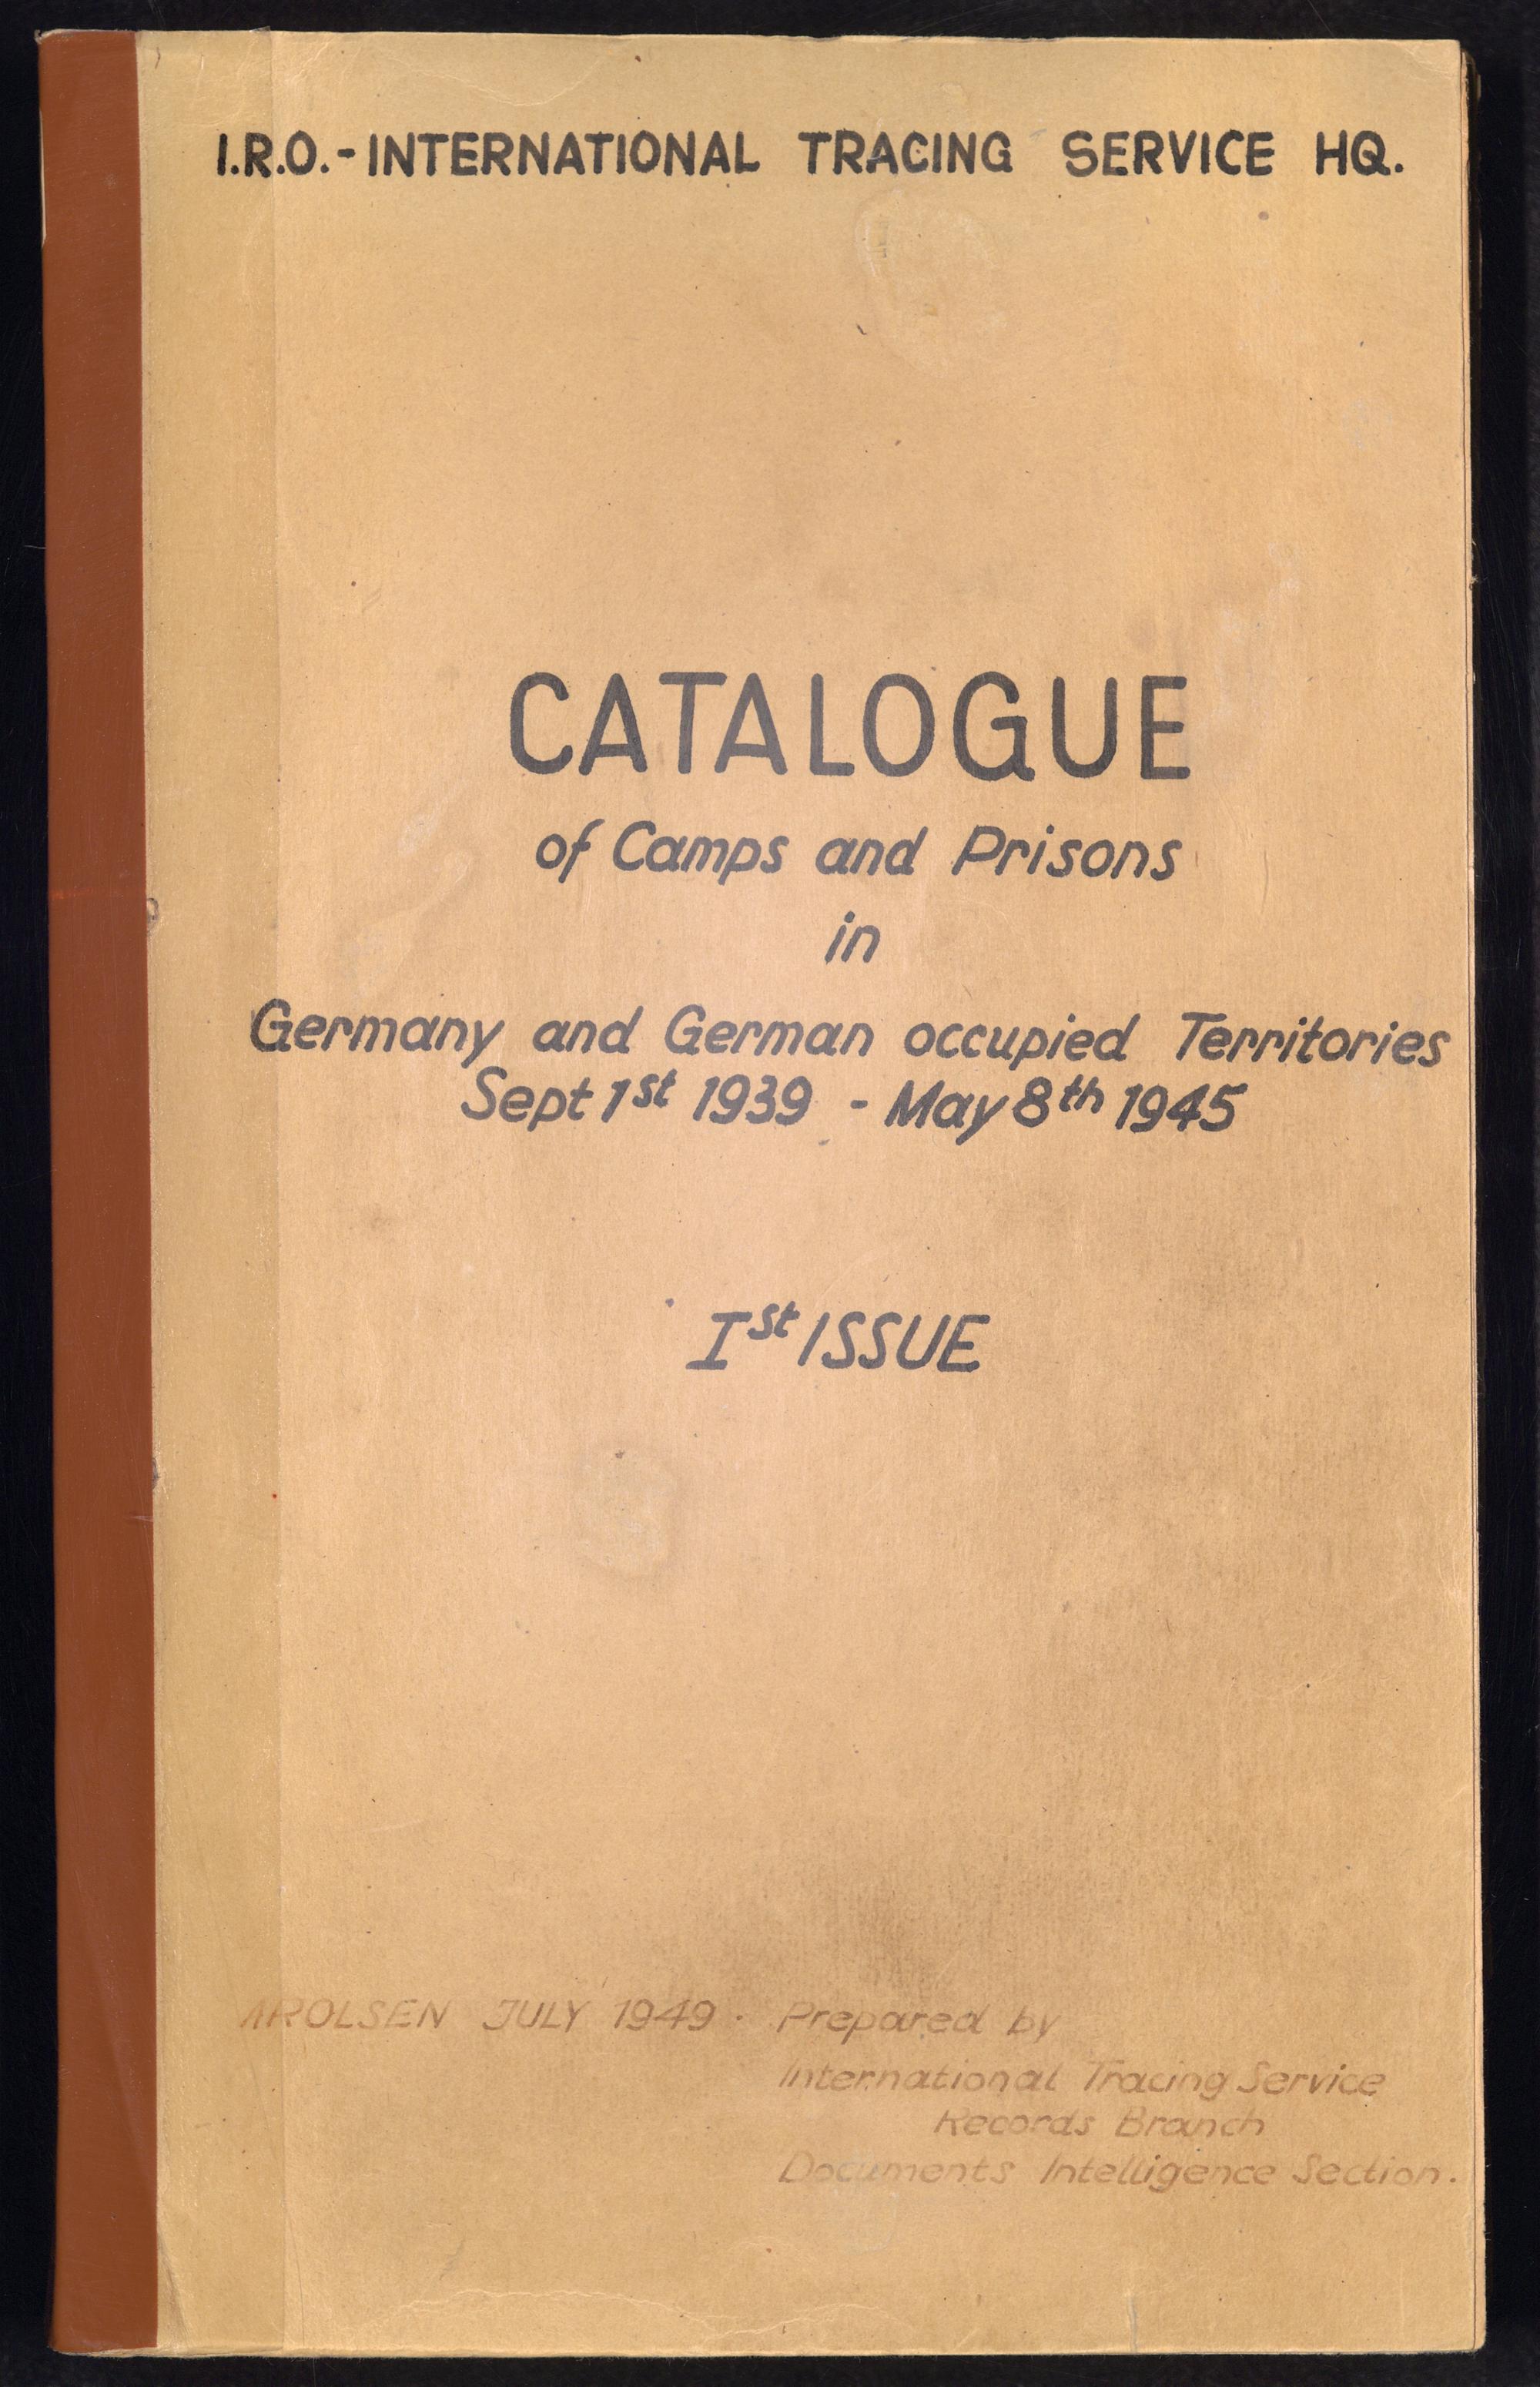 I.R.O.-INTERNATIONAL TRACING SERVICE HQ.
CATALOGUE
of Camps and Prisons
in
Germany and German occupied Territories
Sept 1st 1939 - May 8th 1945
Ist ISSUE
AROLSEN JULY 1949. Prepared by
International Tracing Service
Records Branch
Documents Intelligence Section.